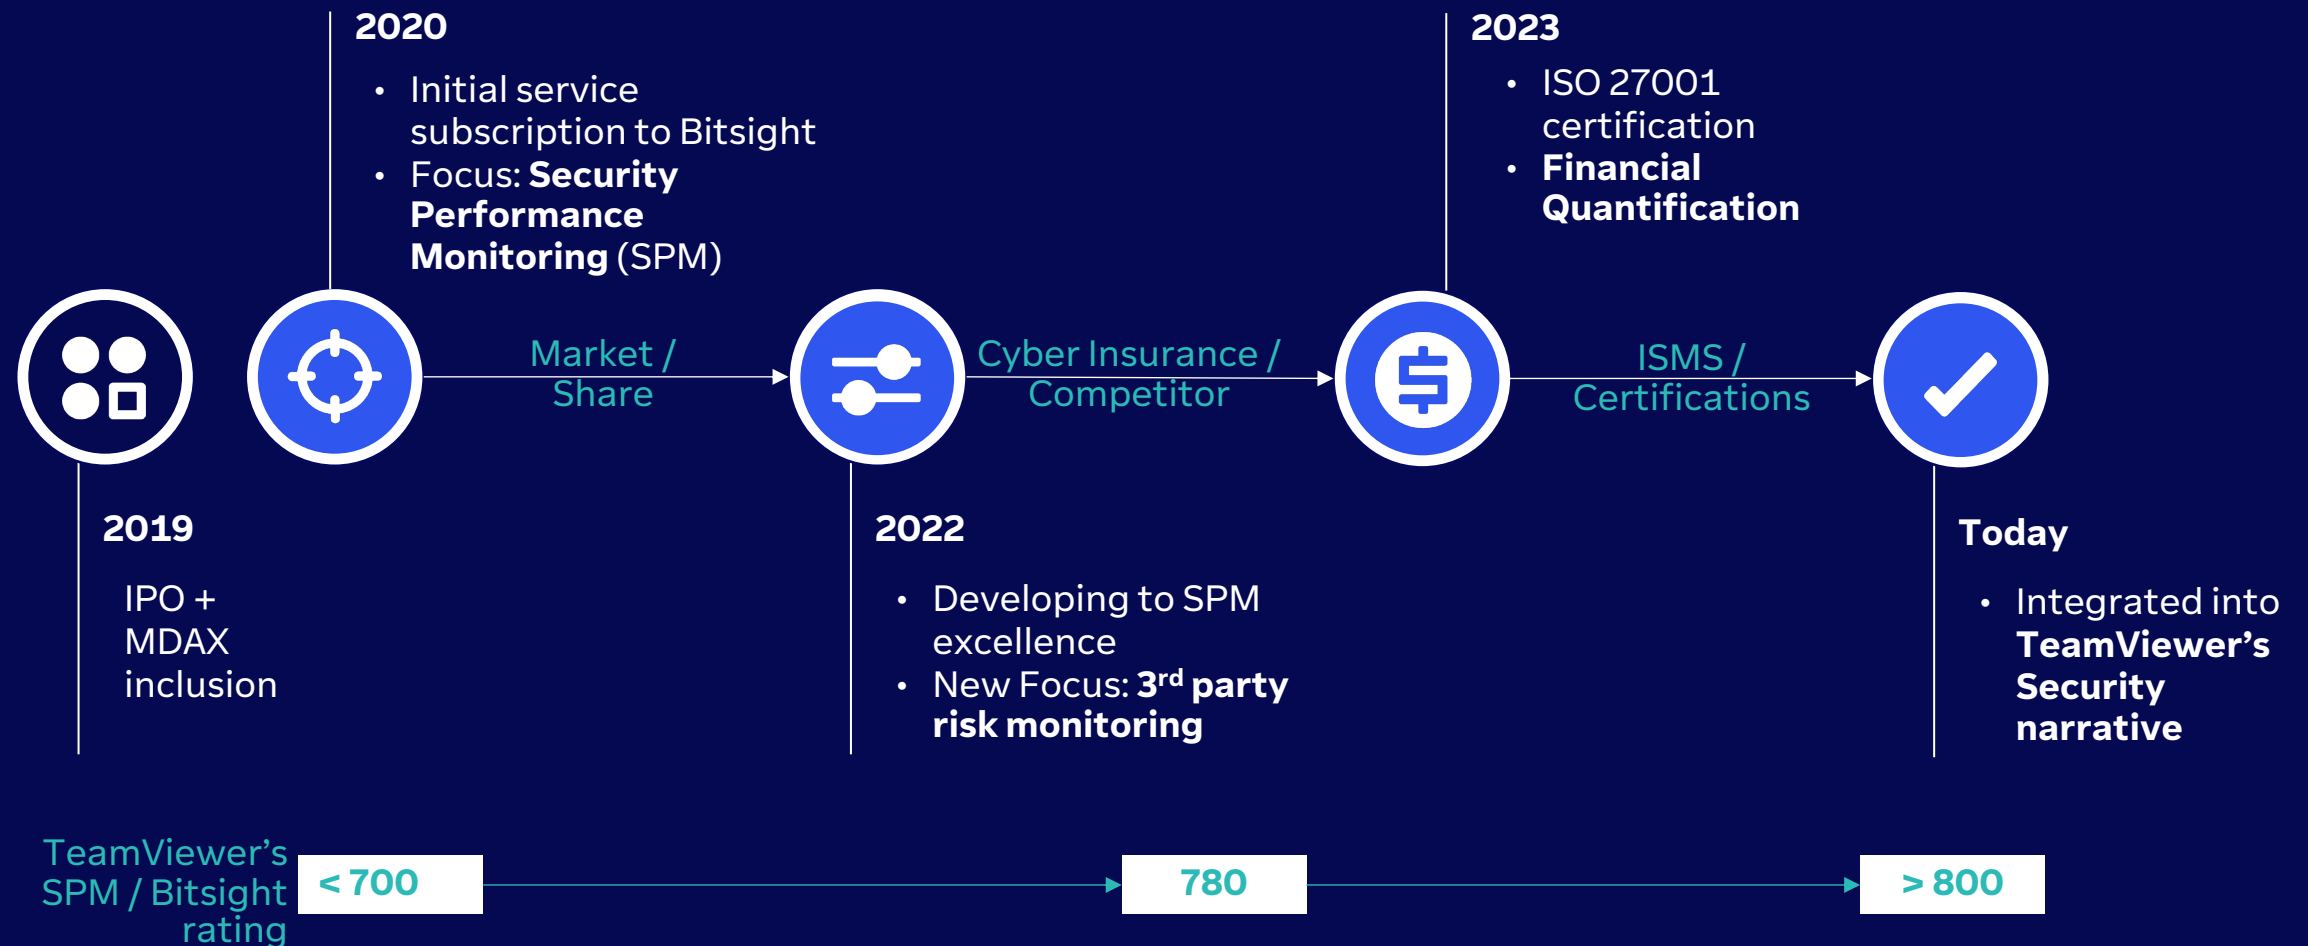 2020
• Initial service
subscription to Bitsight
• Focus: Security
Performance
Monitoring (SPM)
2023
• ISO 27001
certification
• Financial
Quantification
Market /
Share
Cyber Insurance /
Competitor
ISMS /
Certifications
2019
IPO +
MDAX
inclusion
2022
• Developing to SPM
excellence
• New Focus: 3rd party
risk monitoring
Today
• Integrated into
TeamViewer’s
Security
narrative
TeamViewer’s
SPM / Bitsight
rating
< 700
780
> 800